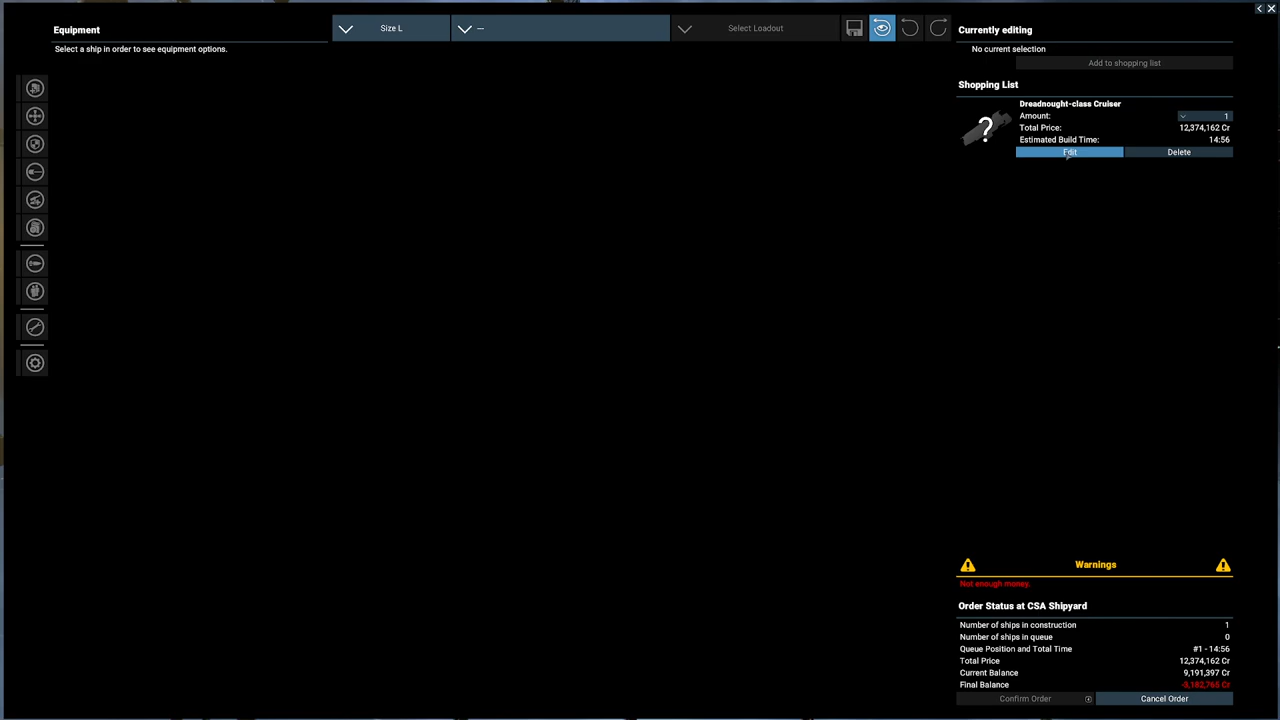 Equipment
Select a ship in order to see equipment options.
Size L
—
Select Loadout
Currently editing
No current selection
Add to shopping list
Shopping List
Dreadnought-class Cruiser
Amount: 1
Total Price: 12,374,162 Cr
Estimated Build Time: 14:56
Edit Delete
?
Warnings
Not enough money.
Order Status at CSA Shipyard
Number of ships in construction 1
Number of ships in queue 0
Queue Position and Total Time #1 - 14:56
Total Price 12,374,162 Cr
Current Balance 9,191,397 Cr
Final Balance -3,182,765 Cr
Confirm Order Cancel Order